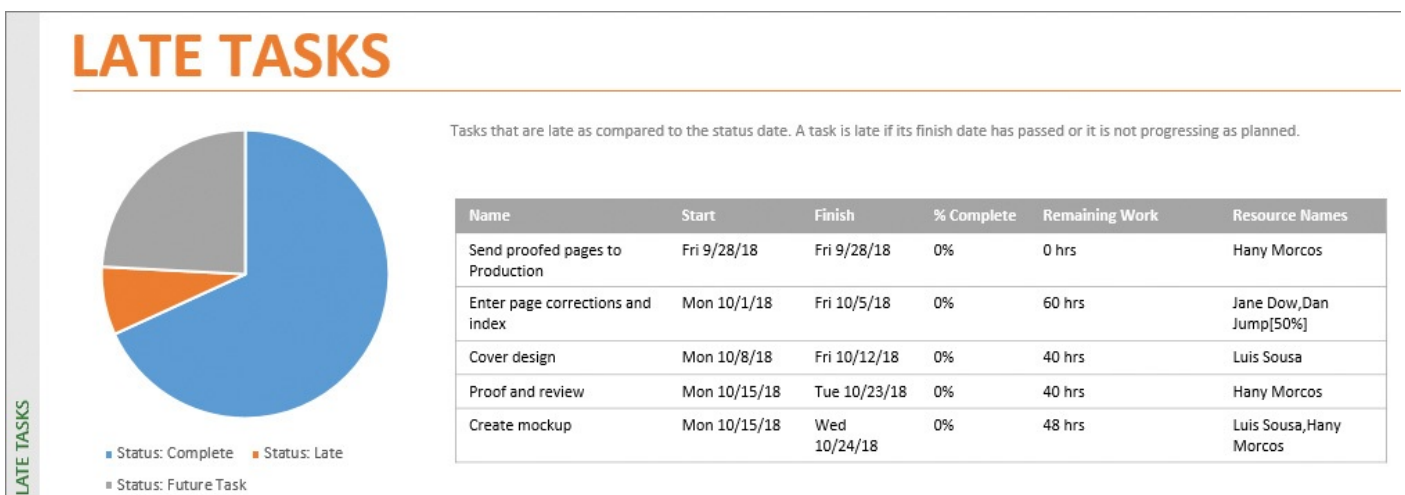 LATE TASKS
Tasks that are late as compared to the status date. A task is late if its finish date has passed or it is not progressing as planned.
Name Start Finish % Complete Remaining Work Resource Names
Send proofed pages to Fri 9/28/18 Fri 9/28/18 0% 0 hrs Hany Morcos
Production
Enter page corrections and Mon 10/1/18 Fri 10/5/18 0% 60 hrs Jane Dow,Dan
index Jump[50%]
Cover design Mon 10/8/18 Fri 10/12/18 0% 40 hrs Luis Sousa
Proof and review Mon 10/15/18 Tue 10/23/18 0% 40 hrs Hany Morcos
Create mockup Mon 10/15/18 Wed 0% 48 hrs Luis Sousa,Hany
10/24/18 Morcos
Status: Complete Status: Late
Status: Future Task
LATE TASKS